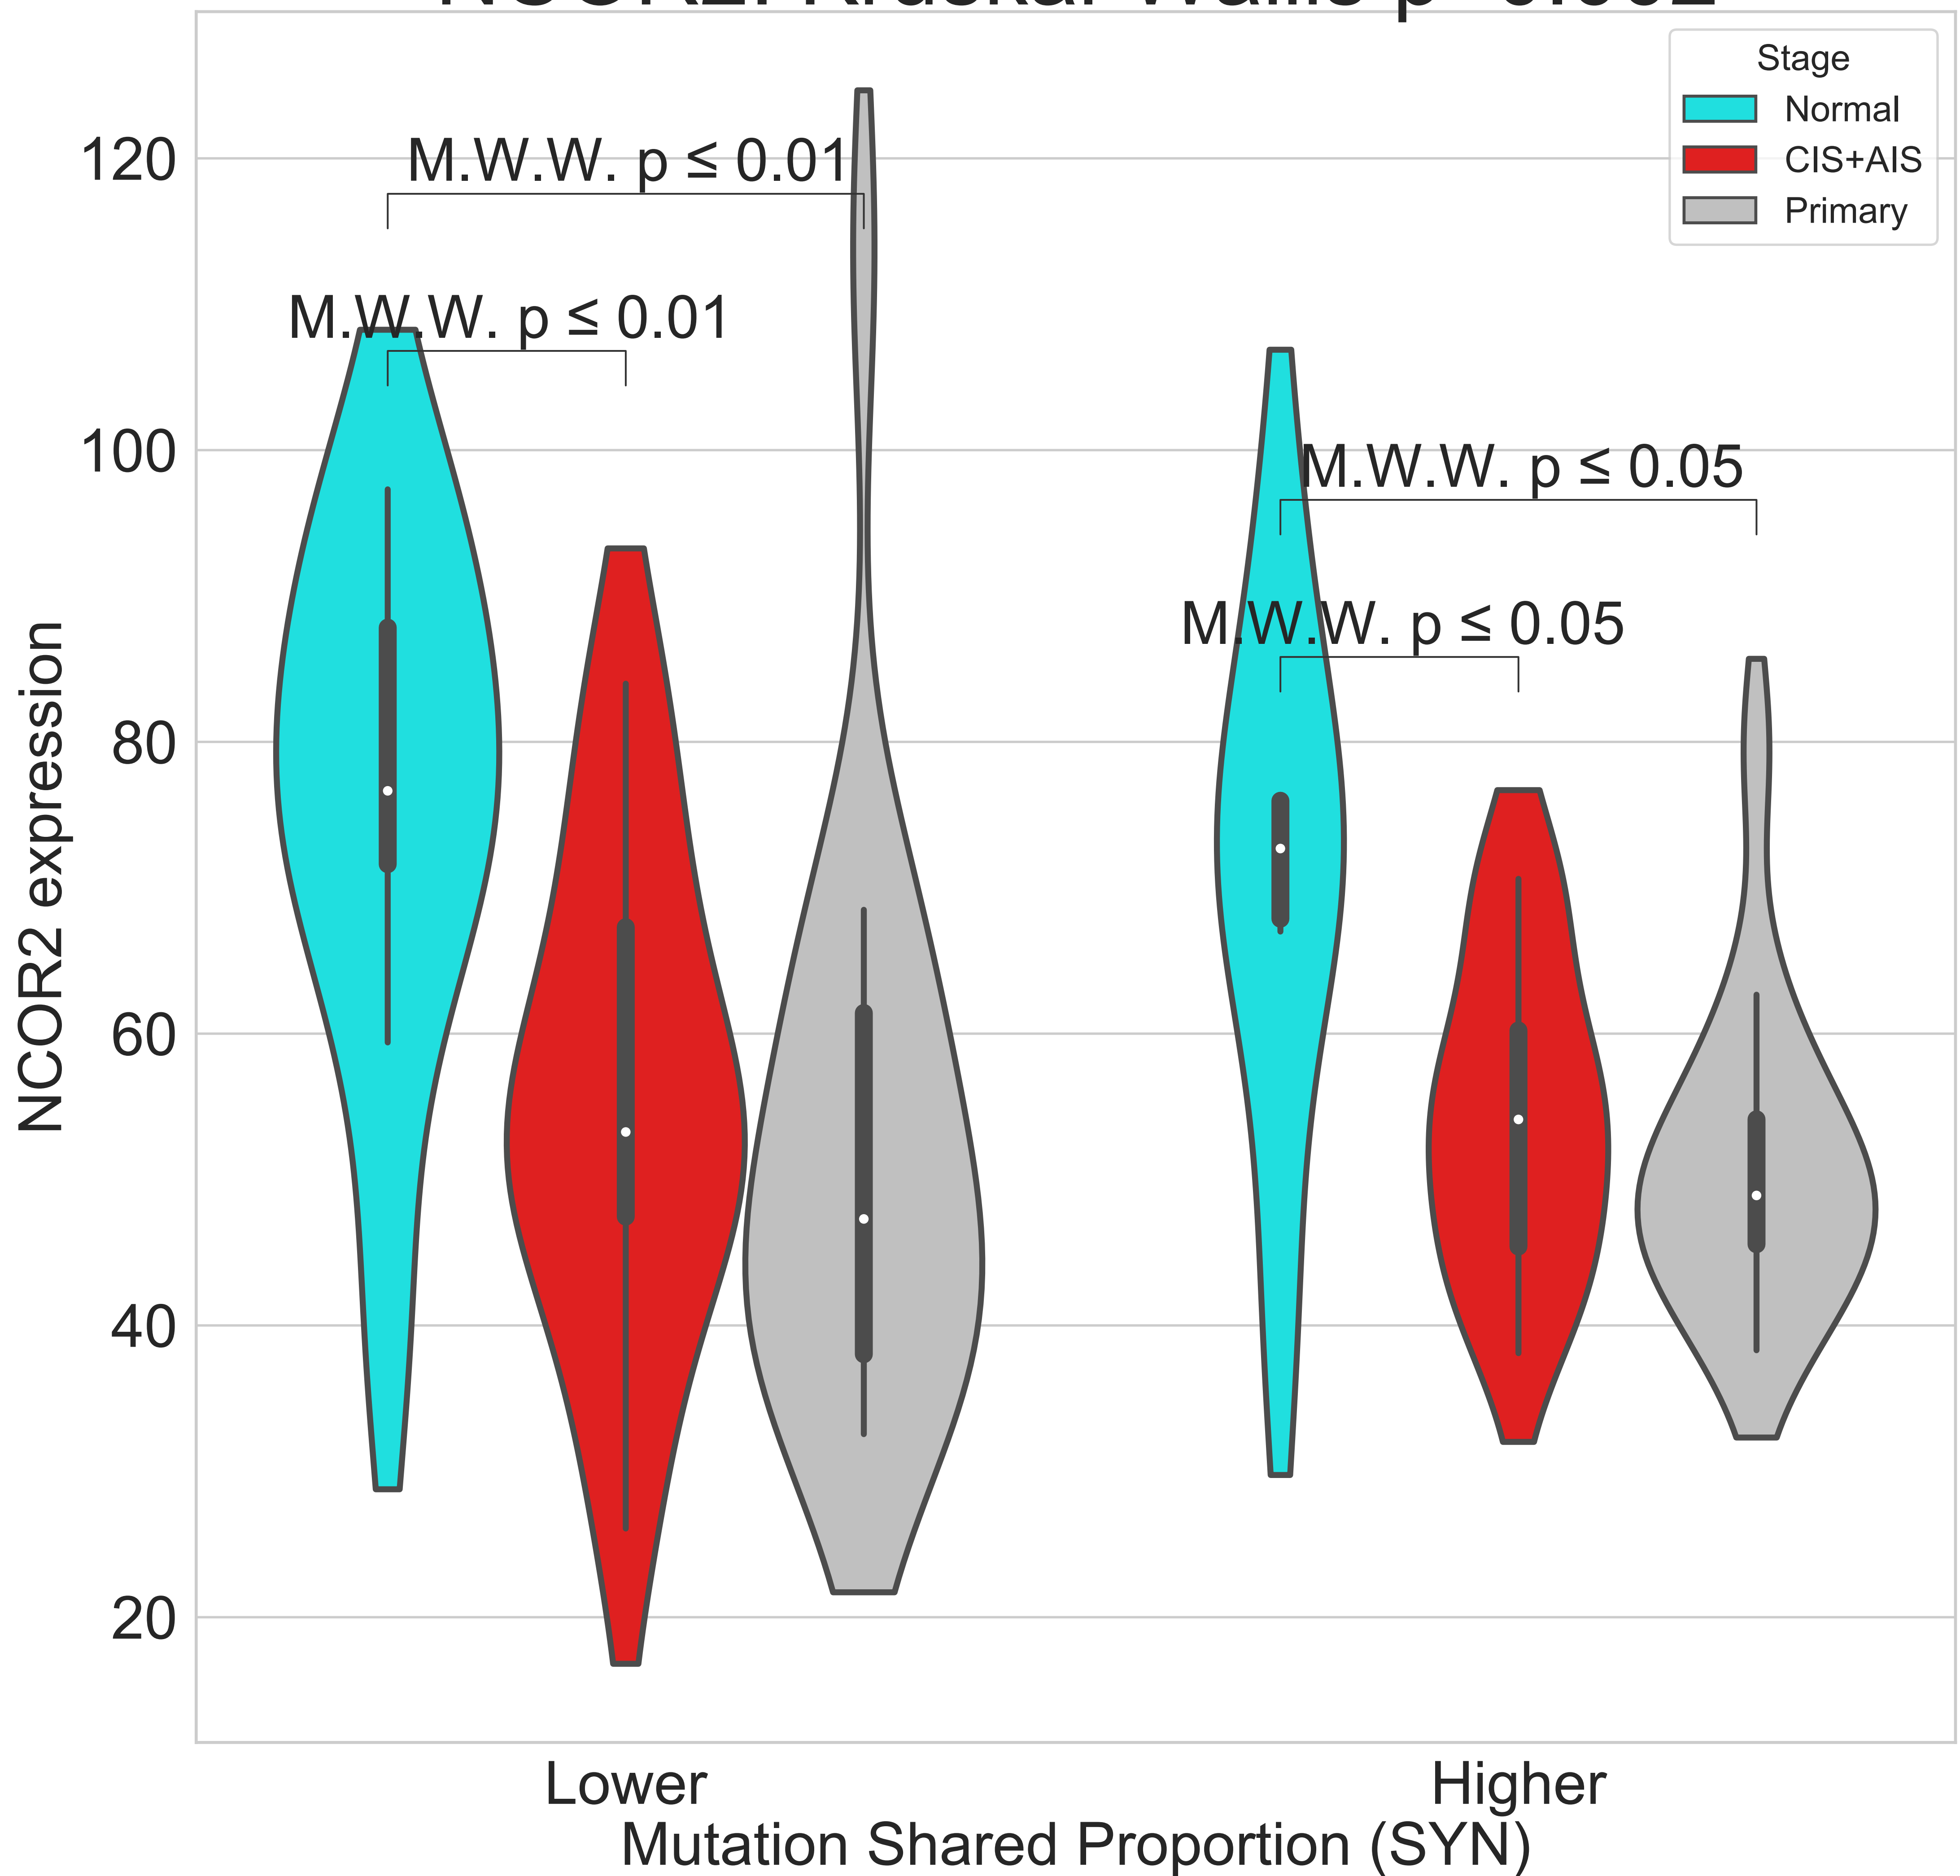 Stage
Normal
CIS+AIS
Primary
M.W.W. p ≤ 0.01
M.W.W. p ≤ 0.01
M.W.W. p ≤ 0.05
M.W.W. p ≤ 0.05
120
100
80
60
40
20
NCOR2 expression
Lower
Higher
Mutation Shared Proportion (SYN)